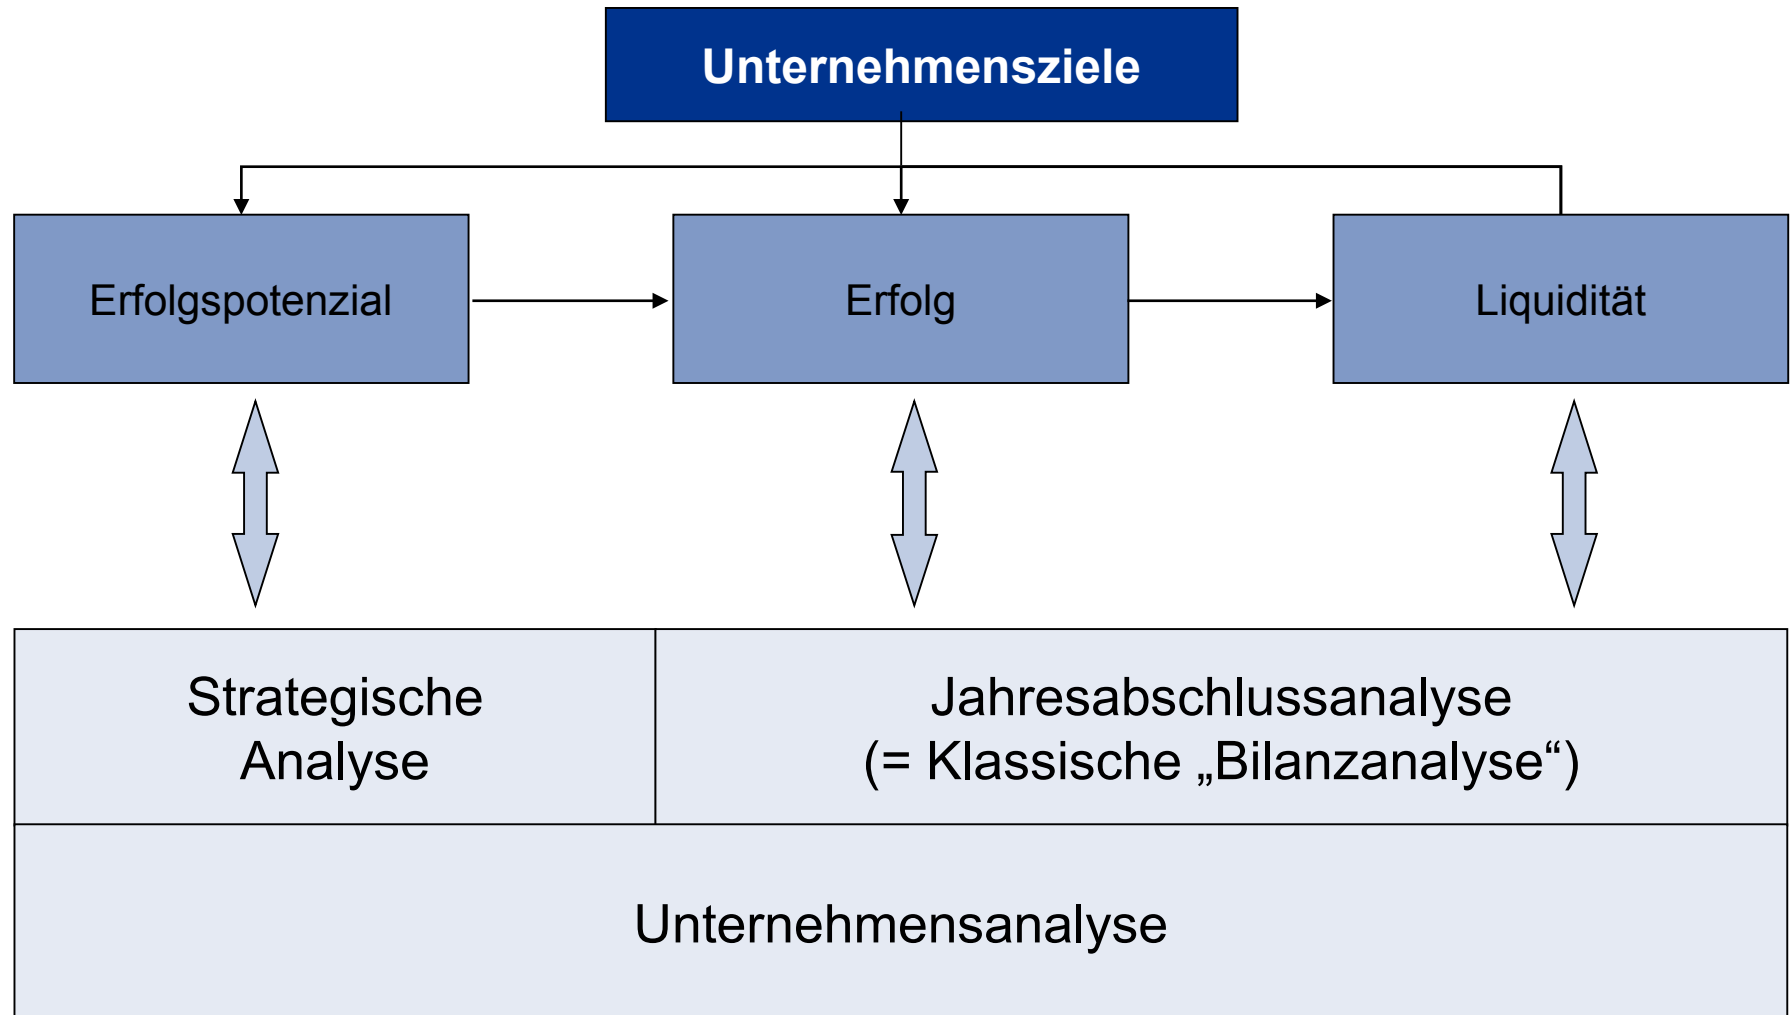 Unternehmensziele
Erfolgspotenzial
Erfolg
Liquidität
Strategische
Analyse
Jahresabschlussanalyse
(= Klassische „Bilanzanalyse“)
Unternehmensanalyse